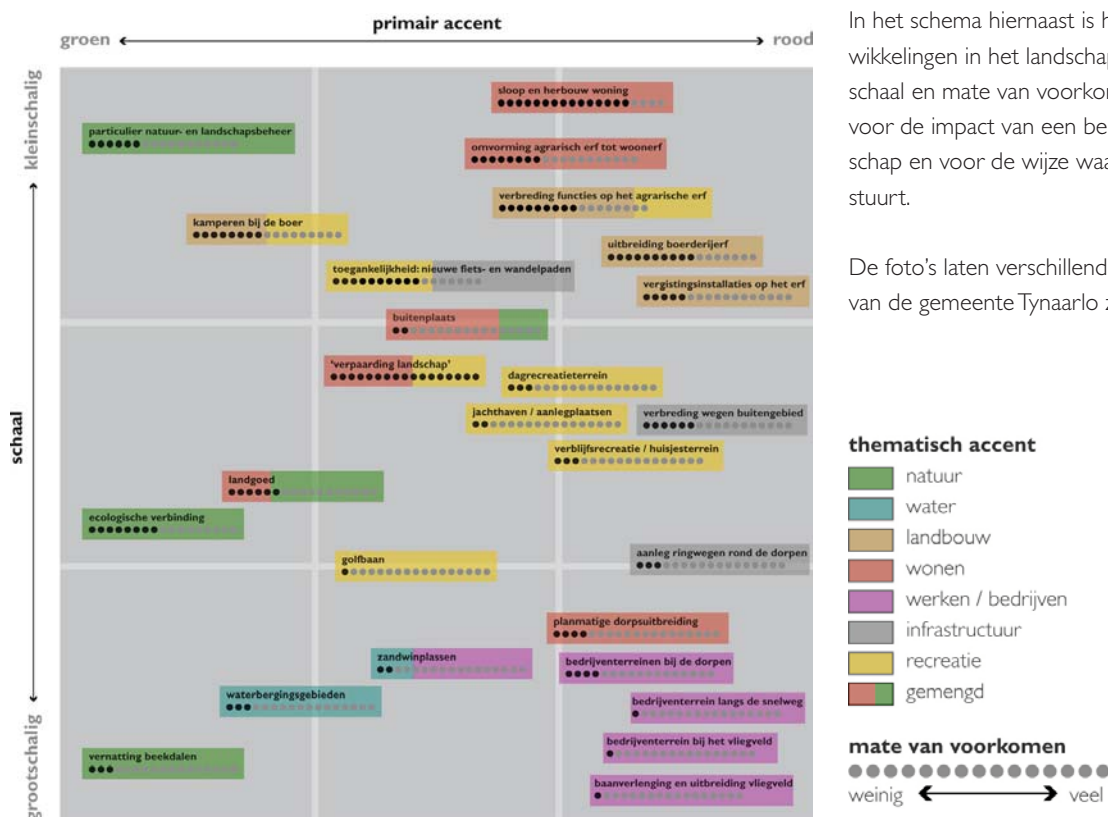 primair accent
groen
rood
kleinschalig
schaal
grootschalig
sloop en herbouw woning
particulier natuur- en landschapsbeheer
omvorming agrarisch erf tot woonerf
verbreding functies op het agrarische erf
kamperen bij de boer
uitbreiding boerderijerf
toegankelijkheid: nieuwe fiets- en wandelpaden
vergistingsinstallaties op het erf
buitenplaats
'verpaarding landschap'
dagrecreatieterrein
jachthaven / aanlegplaatsen
verbreding wegen buitengebied
verblijfsrecreatie / huisjesterrein
landgoed
ecologische verbinding
golfbaan
aanleg ringwegen rond de dorpen
planmatige dorpsuitbreiding
zandwinplassen
bedrijventerreinen bij de dorpen
waterbergingsgebieden
bedrijventerrein langs de snelweg
bedrijventerrein bij het vliegveld
vernatting beekdalen
baanverlenging en uitbreiding vliegveld
In het schema hiernaast is h
wikkelingen in het landschap
schaal en mate van voorkor
voor de impact van een be
schap en voor de wijze waa
stuurt.
De foto's laten verschillend
van de gemeente Tynaarlo z
thematisch accent
natuur
water
landbouw
wonen
werken / bedrijven
infrastructuur
recreatie
gemengd
mate van voorkomen
weinig
veel